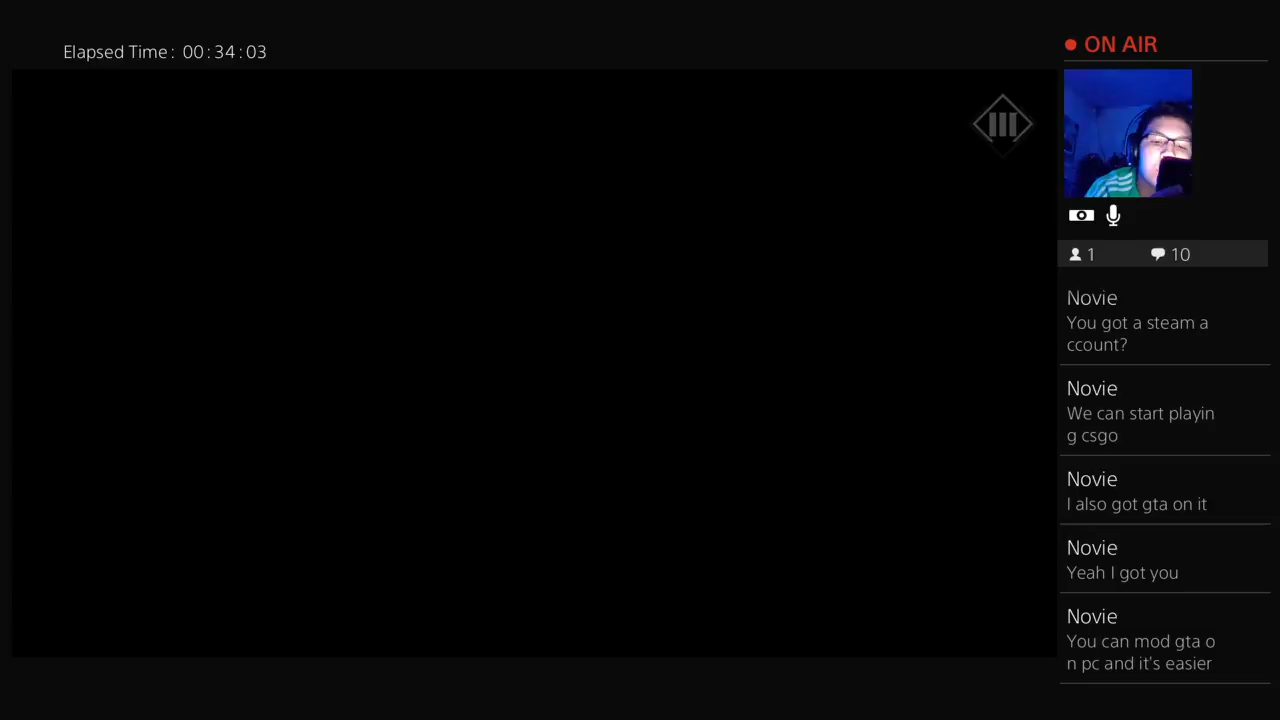 Elapsed Time: 00:34:03
ON AIR
1 10
Novie
You got a steam a
ccount?
Novie
We can start playin
g csgo
Novie
I also got gta on it
Novie
Yeah I got you
Novie
You can mod gta o
n pc and it's easier